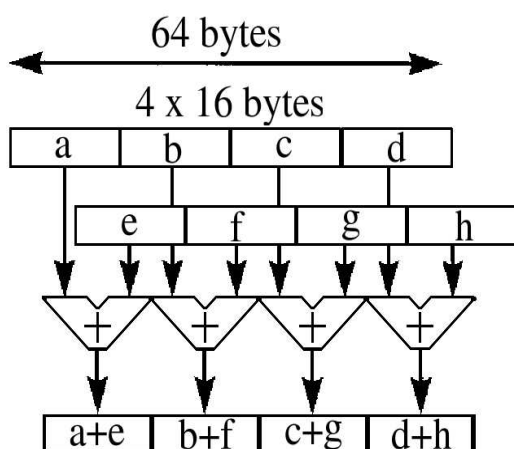 64 bytes
4 x 16 bytes
a b c d
e f g h
+ + + +
a+e b+f c+g d+h